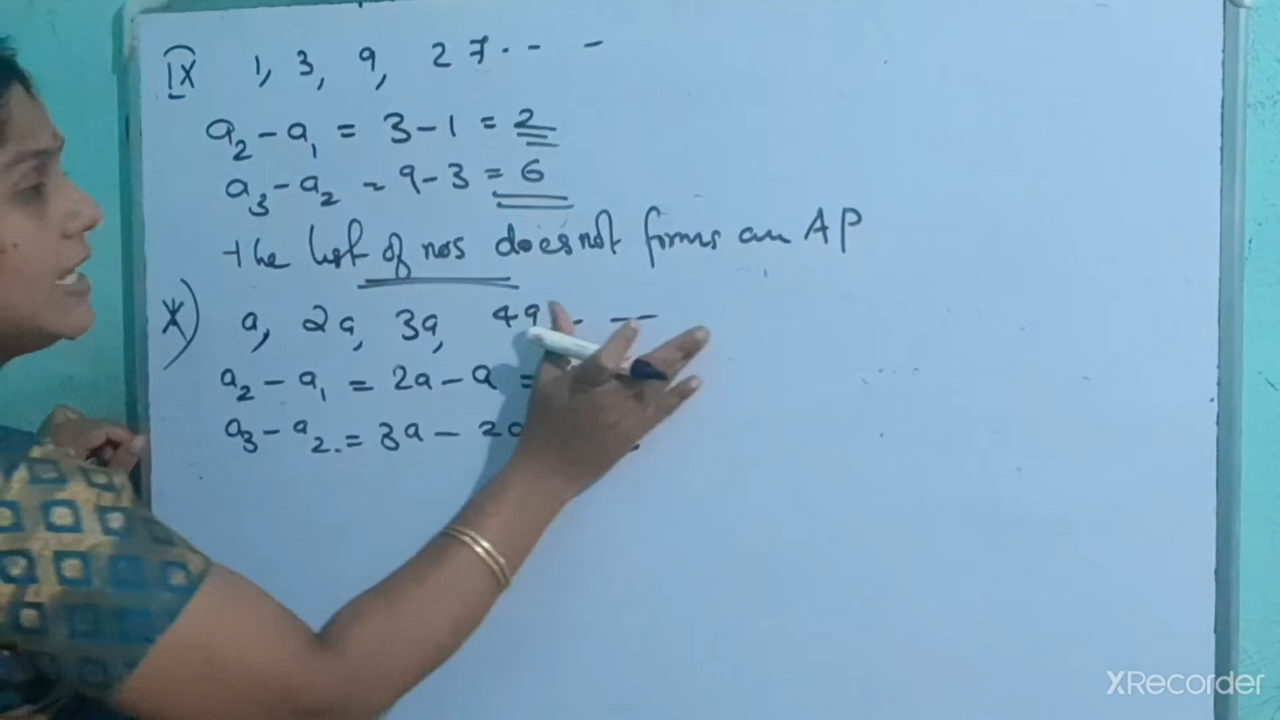 IX 1, 3, 9, 27 . - -
a₂ - a₁ = 3 - 1 = 2
a₃ - a₂ = 9 - 3 = 6
the list of nos doesnot forms an AP
X) a, 2a, 3a, 4a . - --
a₂ - a₁ = 2a - a =
a₃ - a₂ = 3a - 2a
XRecorder